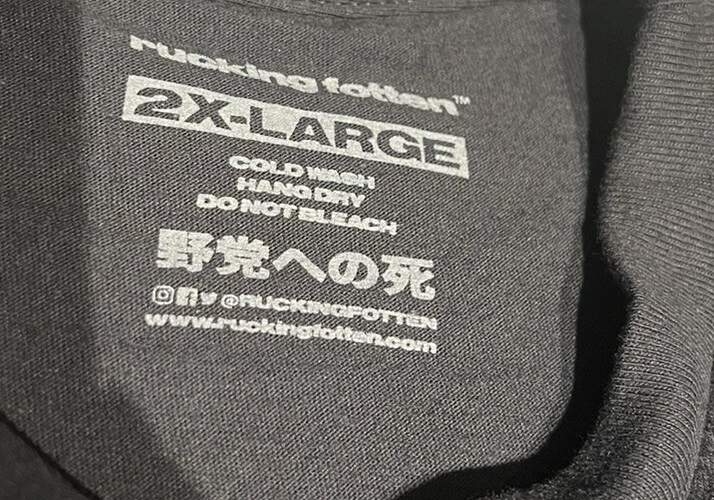 rucking fotten™
2X-LARGE
COLD WASH
HANG DRY
DO NOT BLEACH
野党への死
@RUCKINGFOTTEN
www.ruckingfotten.com